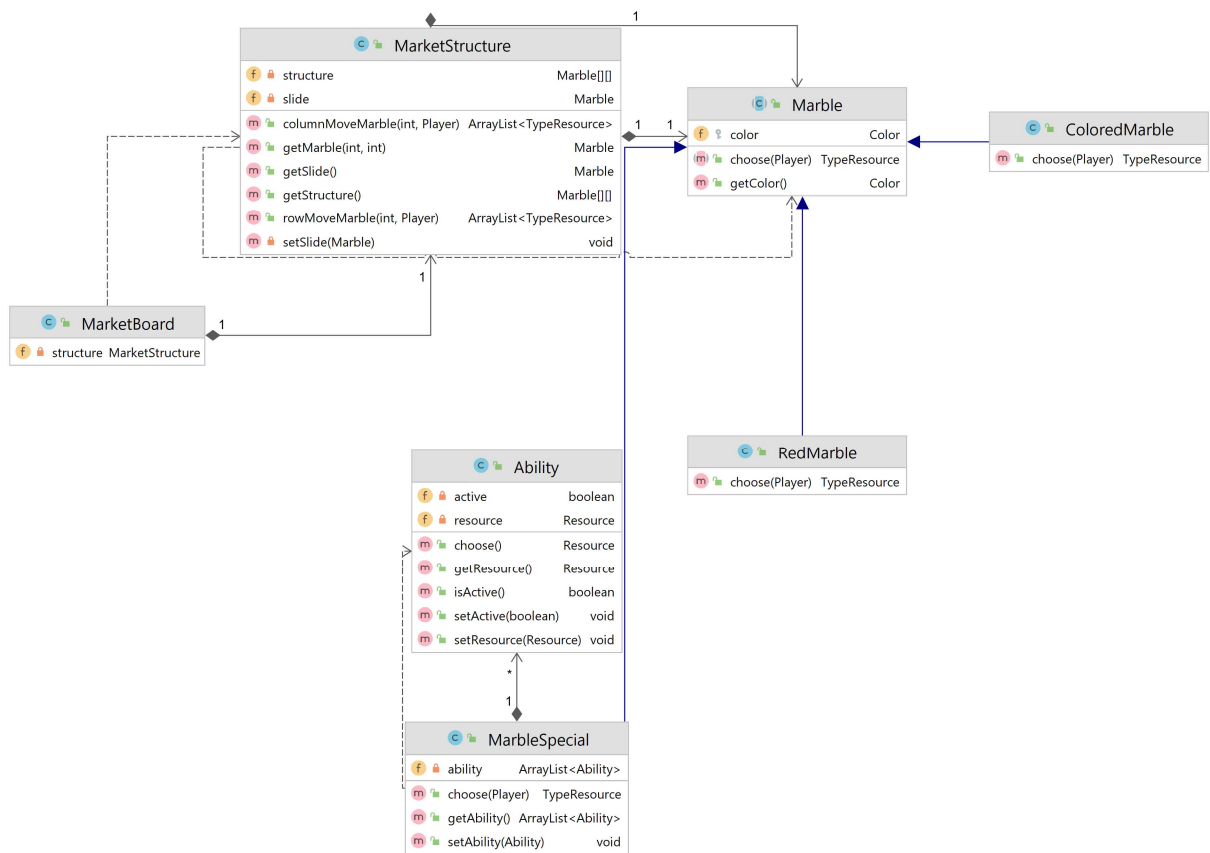 1
MarketStructure
structure Marble[][]
slide Marble
columnMoveMarble(int, Player) ArrayList<TypeResource>
getMarble(int, int) Marble
getSlide() Marble
getStructure() Marble[][]
rowMoveMarble(int, Player) ArrayList<TypeResource>
setSlide(Marble) void
1 1
Marble
color Color
choose(Player) TypeResource
getColor() Color
ColoredMarble
choose(Player) TypeResource
1
MarketBoard
structure MarketStructure
1
RedMarble
choose(Player) TypeResource
Ability
active boolean
resource Resource
choose() Resource
getResource() Resource
isActive() boolean
setActive(boolean) void
setResource(Resource) void
*
1
MarbleSpecial
ability ArrayList<Ability>
choose(Player) TypeResource
getAbility() ArrayList<Ability>
setAbility(Ability) void